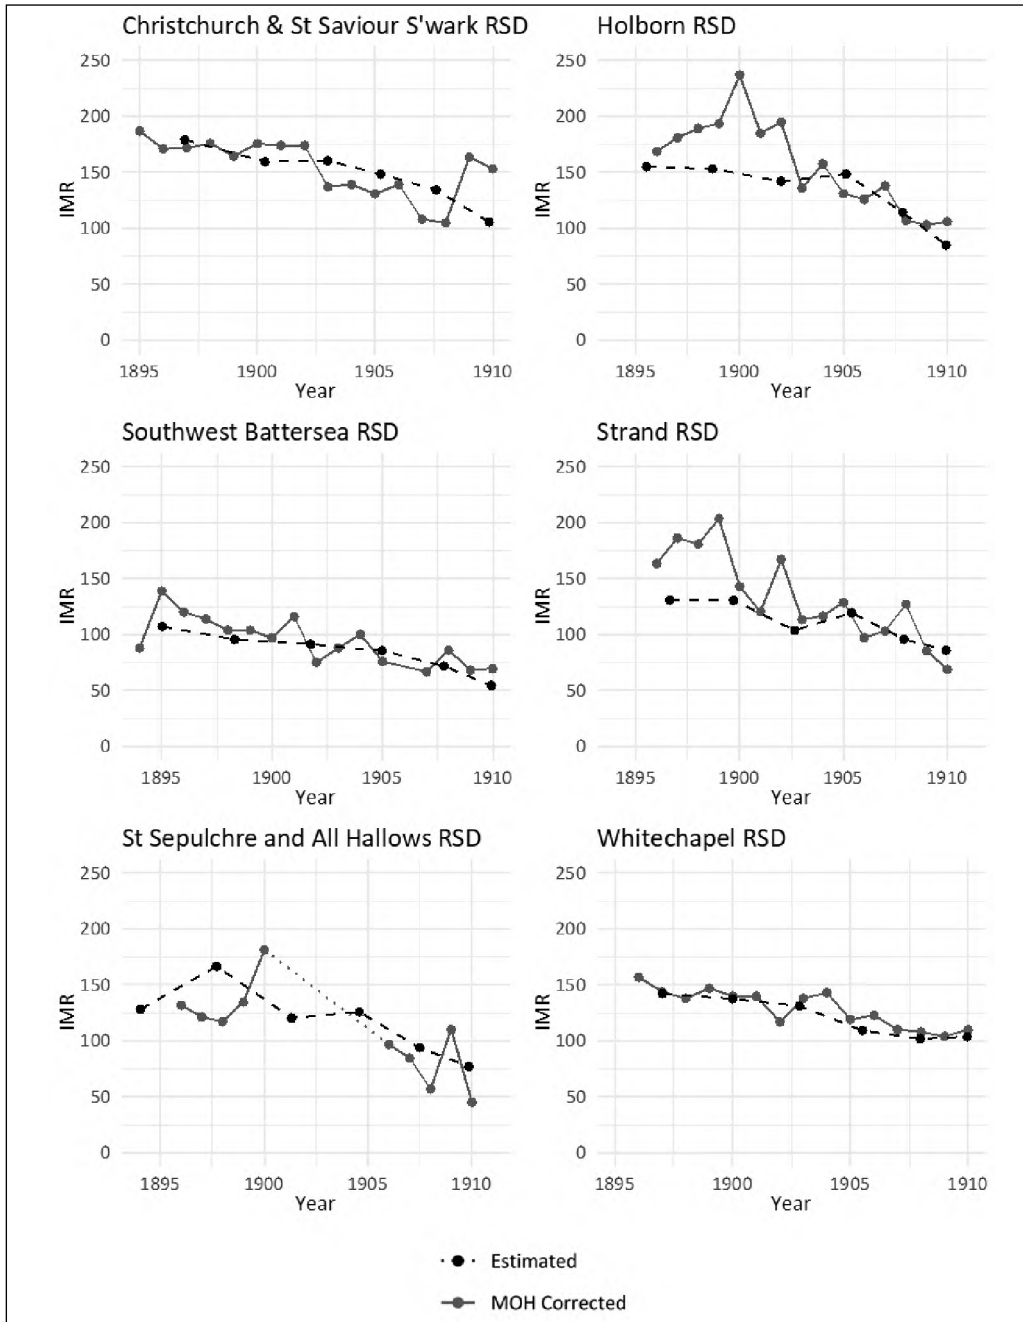 Christchurch & St Saviour S'wark RSD
250
200
150
100
50
0
IMR
1895 1900 1905 1910
Year
Holborn RSD
250
200
150
100
50
0
IMR
1895 1900 1905 1910
Year
Southwest Battersea RSD
250
200
150
100
50
0
IMR
1895 1900 1905 1910
Year
Strand RSD
250
200
150
100
50
0
IMR
1895 1900 1905 1910
Year
St Sepulchre and All Hallows RSD
250
200
150
100
50
0
IMR
1895 1900 1905 1910
Year
Whitechapel RSD
250
200
150
100
50
0
IMR
1895 1900 1905 1910
Year
Estimated
MOH Corrected